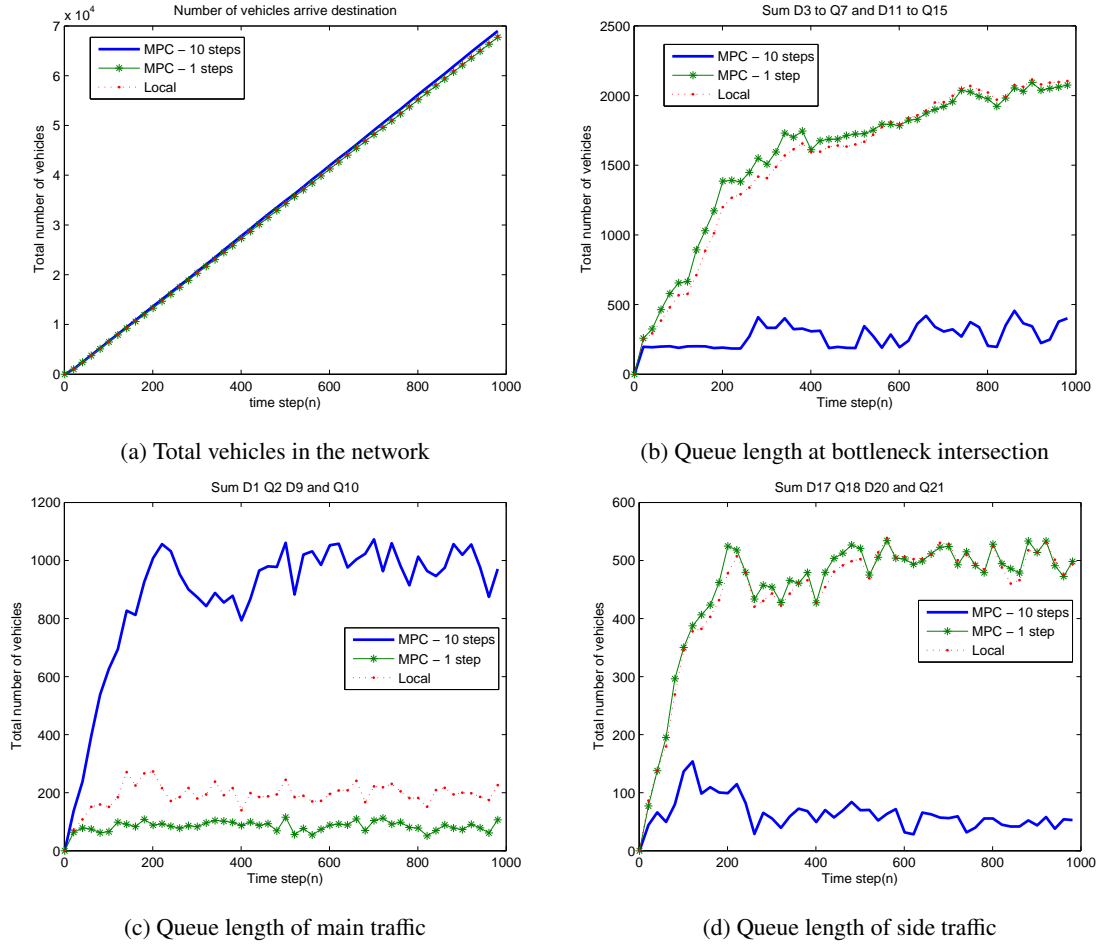 Number of vehicles arrive destination
x 10^4
7
6
5
4
3
2
1
0
Total number of vehicles
MPC − 10 steps
MPC − 1 steps
Local
0 200 400 600 800 1000
time step(n)
(a) Total vehicles in the network
Sum D3 to Q7 and D11 to Q15
2500
2000
1500
1000
500
0
Total number of vehicles
MPC − 10 steps
MPC − 1 step
Local
0 200 400 600 800 1000
Time step(n)
(b) Queue length at bottleneck intersection
Sum D1 Q2 D9 and Q10
1200
1000
800
600
400
200
0
Total number of vehicles
MPC − 10 steps
MPC − 1 step
Local
0 200 400 600 800 1000
Time step(n)
(c) Queue length of main traffic
Sum D17 Q18 D20 and Q21
600
500
400
300
200
100
0
Total number of vehicles
MPC − 10 steps
MPC − 1 step
Local
0 200 400 600 800 1000
Time step(n)
(d) Queue length of side traffic